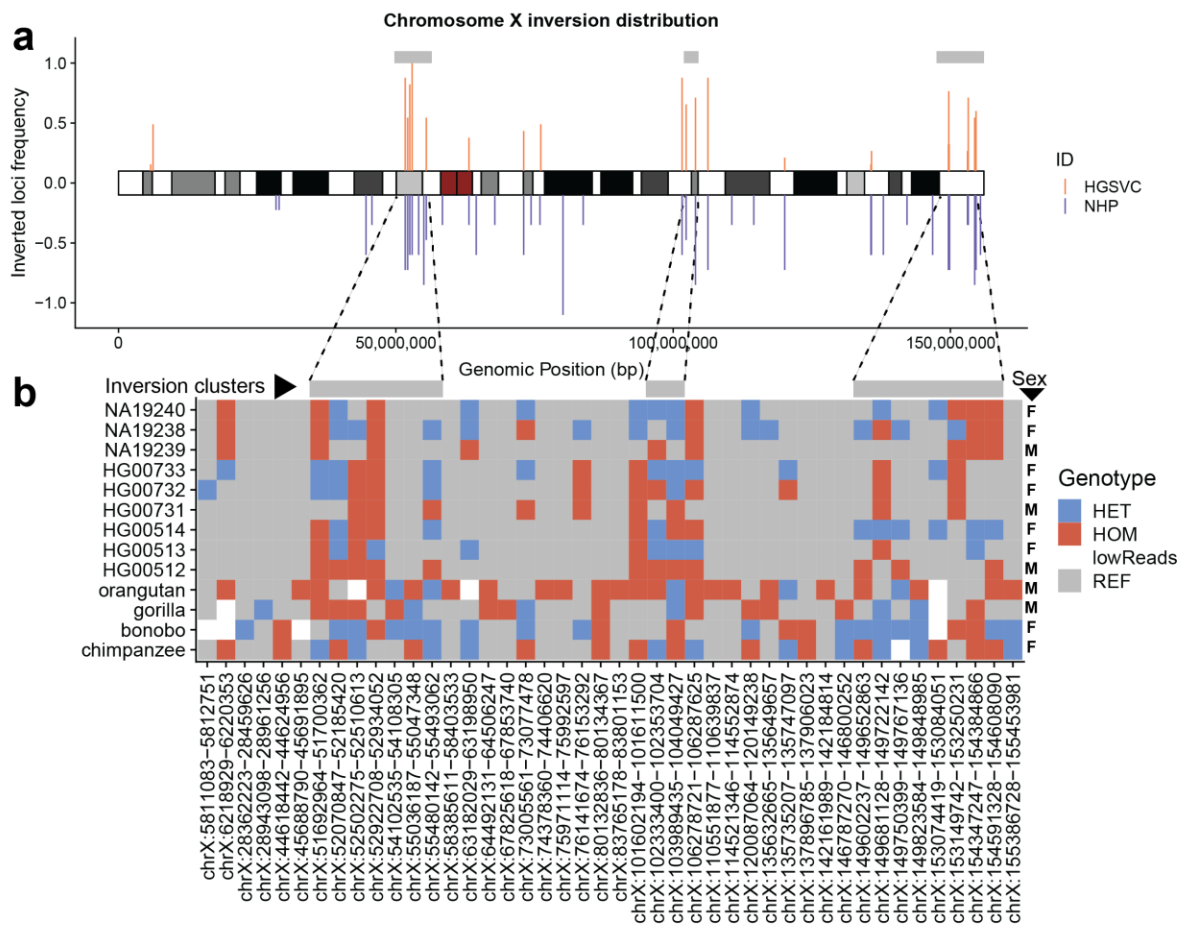 a
Chromosome X inversion distribution
Inverted loci frequency
1.0
0.5
0.0
−0.5
−1.0
0
50,000,000
100,000,000
150,000,000
Genomic Position (bp)
ID
HGSVC
NHP
Inversion clusters
Sex
b
NA19240 F
NA19238 F
NA19239 M
HG00733 F
HG00732 F
HG00731 M
HG00514 F
HG00513 F
HG00512 M
orangutan M
gorilla M
bonobo F
chimpanzee F
Genotype
HET
HOM
lowReads
REF
chrX:5811083−5812751
chrX:6218929−6220353
chrX:28362223−28459626
chrX:28943098−28961256
chrX:44618442−44624956
chrX:45688790−45691895
chrX:51692964−51700362
chrX:52070847−52185420
chrX:52502275−52510613
chrX:52927708−52934052
chrX:54102535−54108305
chrX:55036187−55047348
chrX:55480142−55493062
chrX:58385611−58403533
chrX:63182029−63198950
chrX:64492131−64506247
chrX:67825618−67853740
chrX:73005561−73077478
chrX:74378360−74406620
chrX:75971114−75992597
chrX:76141674−76153292
chrX:80132836−80134367
chrX:83765178−83801153
chrX:101602194−101611500
chrX:102333400−102353704
chrX:103989435−104049427
chrX:106278721−106287625
chrX:110551877−110639837
chrX:114521346−114552874
chrX:120087064−120149238
chrX:135632665−135649657
chrX:135735207−135747097
chrX:137896785−137906023
chrX:142161989−142184814
chrX:146787270−146800252
chrX:149602237−149652863
chrX:149681128−149722142
chrX:149750399−149767136
chrX:149823584−149848985
chrX:153074419−153084051
chrX:153149742−153250231
chrX:154347247−154384866
chrX:154591328−154608090
chrX:155386728−155453981